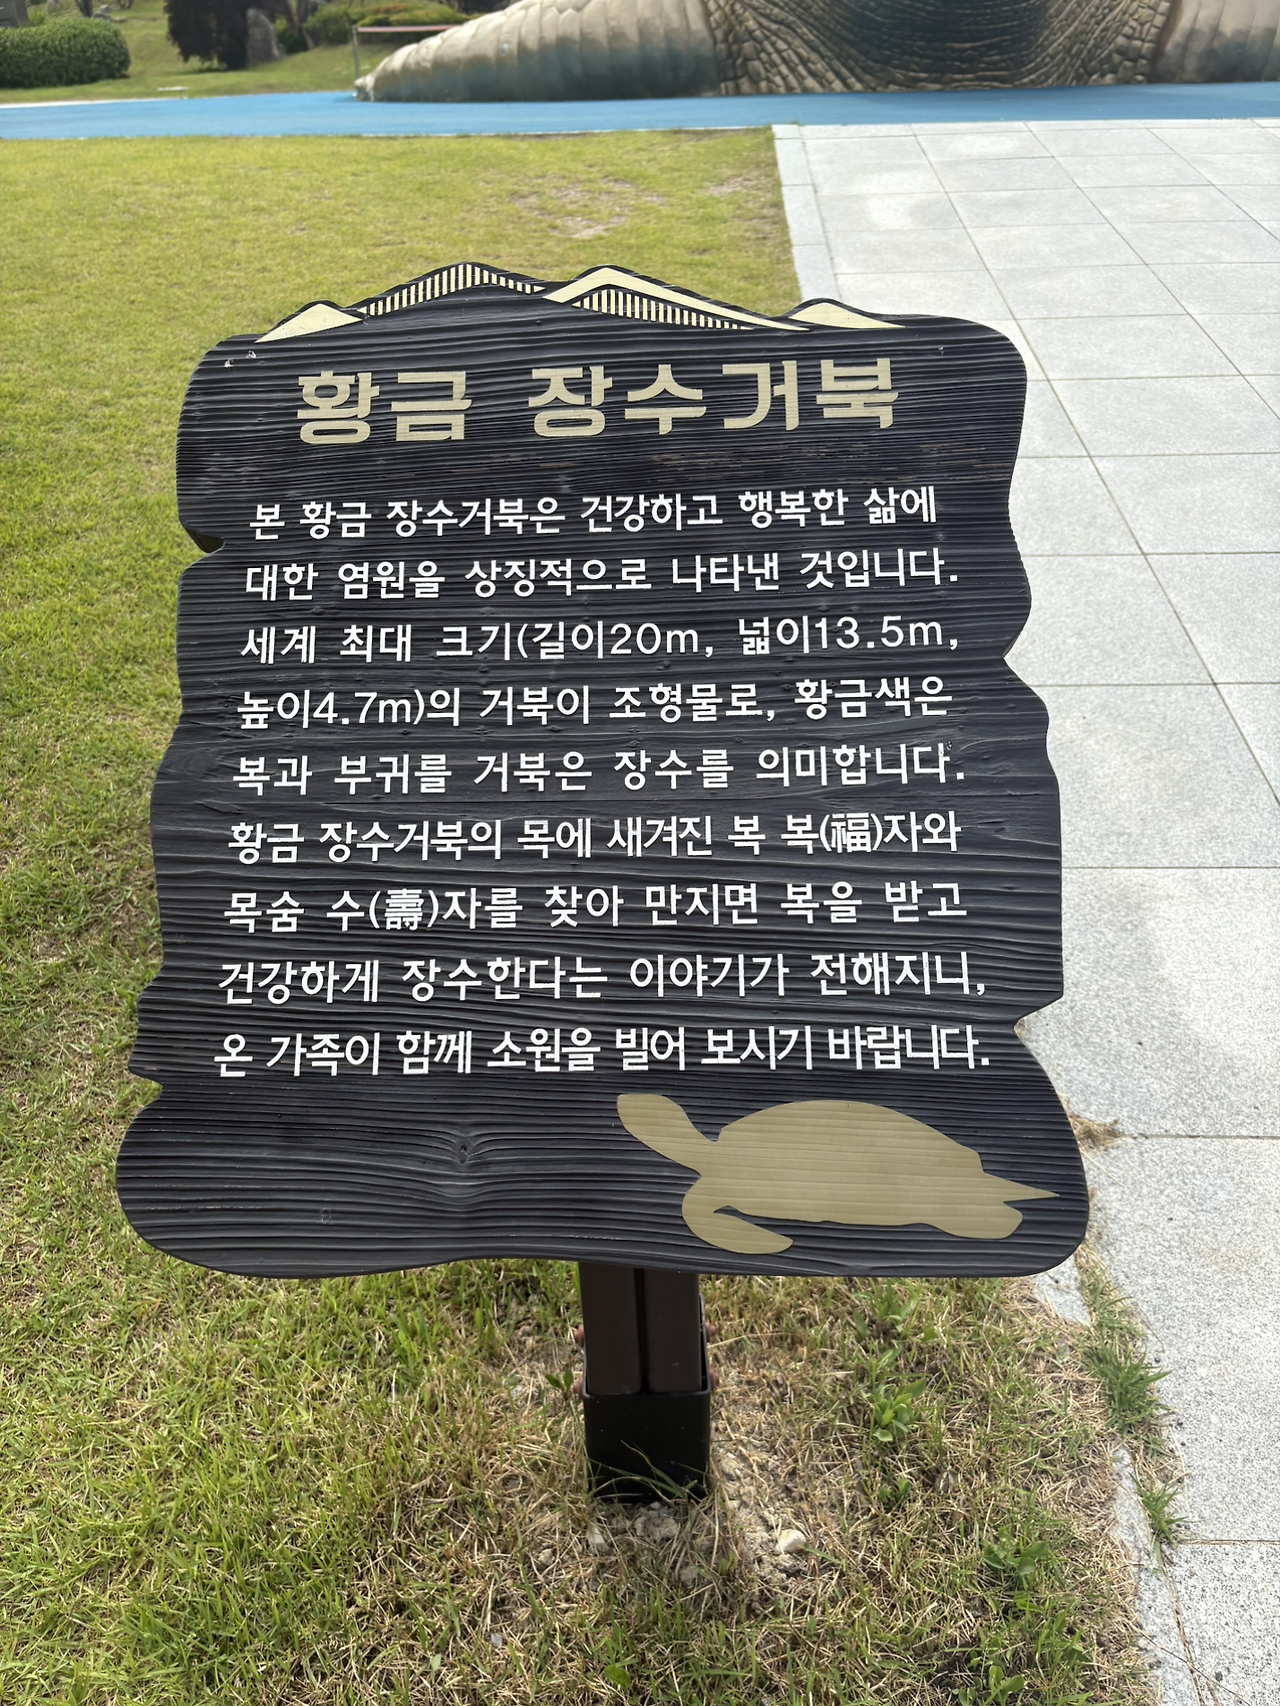 황금 장수거북
본 황금 장수거북은 건강하고 행복한 삶에
대한 염원을 상징적으로 나타낸 것입니다.
세계 최대 크기(길이20m, 넓이13.5m,
높이4.7m)의 거북이 조형물로, 황금색은
복과 부귀를 거북은 장수를 의미합니다.
황금 장수거북의 목에 새겨진 복 복(福)자와
목숨 수(壽)자를 찾아 만지면 복을 받고
건강하게 장수한다는 이야기가 전해지니,
온 가족이 함께 소원을 빌어 보시기 바랍니다.